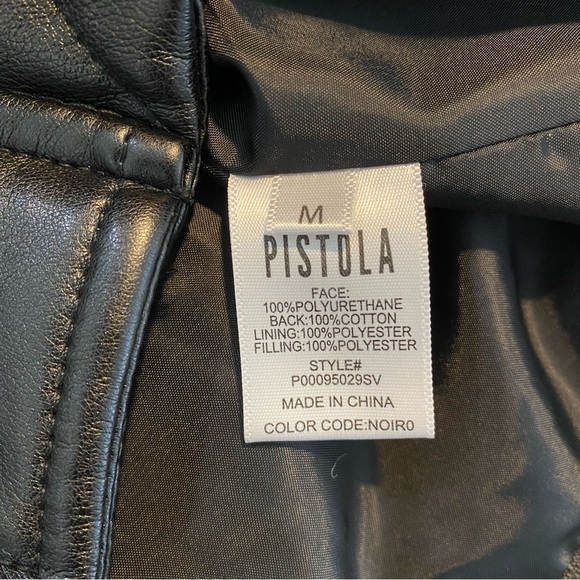 M
PISTOLA
FACE:
100%POLYURETHANE
BACK:100%COTTON
LINING:100%POLYESTER
FILLING:100%POLYESTER
STYLE#
P00095029SV
MADE IN CHINA
COLOR CODE:NOIR0